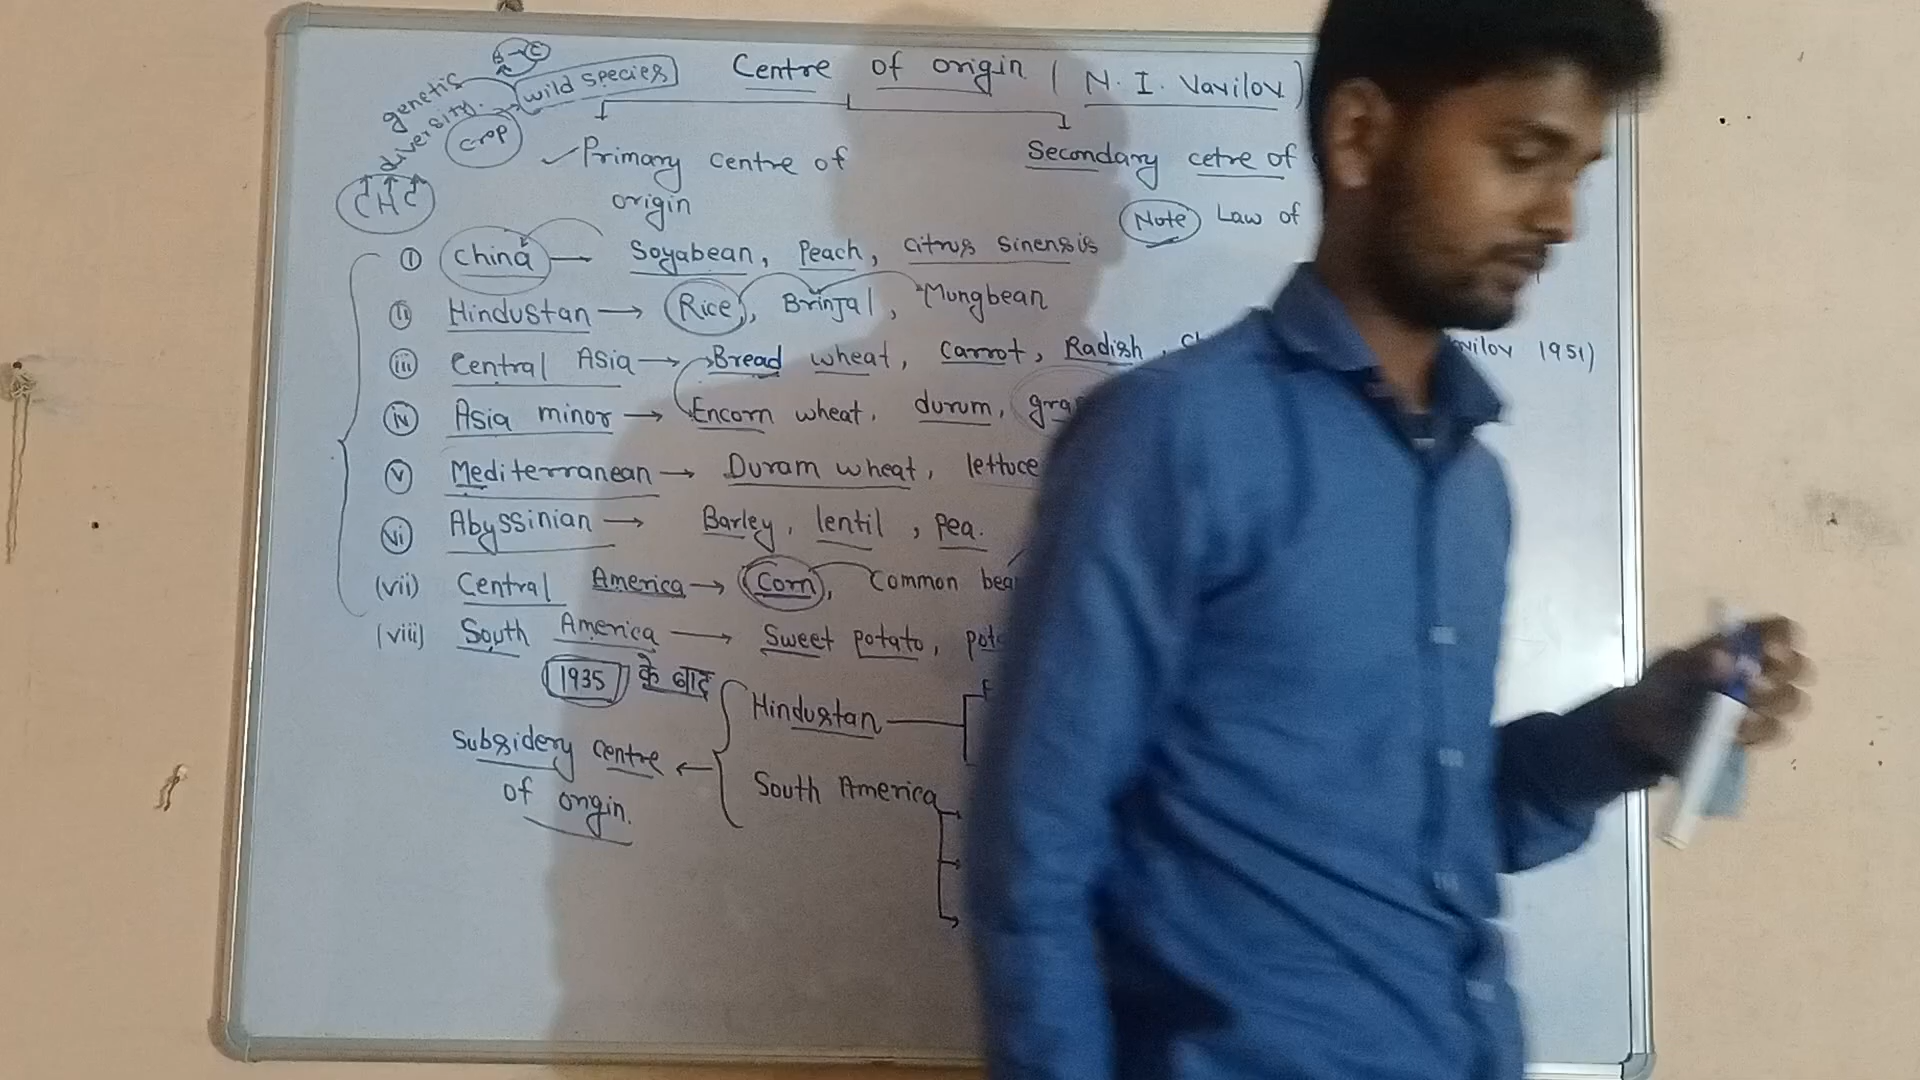 Centre of origin ( N. I. Vavilov )
genetic diversity.
wild species
crop
B → C
✓ Primary centre of origin
Secondary cetre of
Note Law of
(i) China — Soyabean, Peach, citrus sinensis
(ii) Hindustan → Rice, Brinjal, Mungbean
(iii) Central Asia → Bread wheat, Carrot, Radish,
vilov 1951)
(iv) Asia minor → Encorn wheat, durum,
(v) Mediterranean → Duram wheat, lettuce
(vi) Abyssinian → Barley, lentil, pea.
(vii) Central America → Corn, Common
(viii) South America → Sweet potato,
1935 के बाद
Hindustan
Subsidery centre of origin.
South America